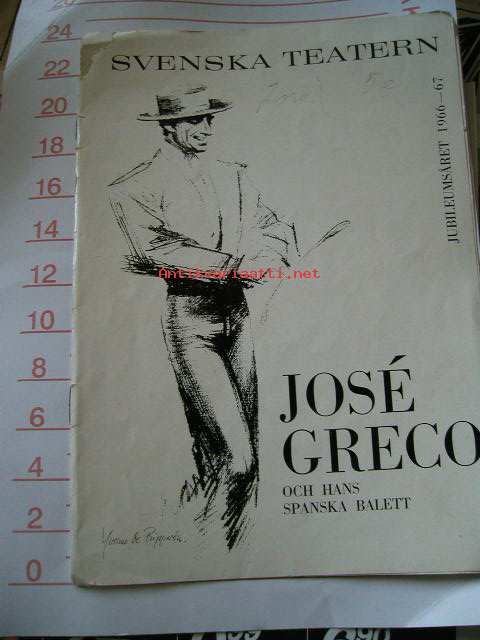 26
24
22
20
18
16
14
12
10
8
6
4
2
0
SVENSKA TEATERN
JUBILEUMSÅRET 1966—67
Antikvariaatti.net
JOSÉ
GRECO
OCH HANS
SPANSKA BALETT